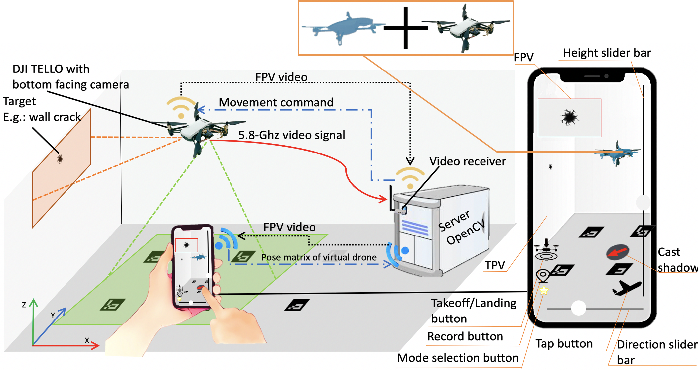 DJI TELLO with
bottom facing camera
Target
E.g.: wall crack
FPV video
Movement command
5.8-Ghz video signal
Video receiver
Server
OpenCV
FPV video
Pose matrix of virtual drone
Z
Y
X
FPV
Height slider bar
TPV
Cast
shadow
Takeoff/Landing
button
Record button
Mode selection button
Tap button
Direction slider
bar